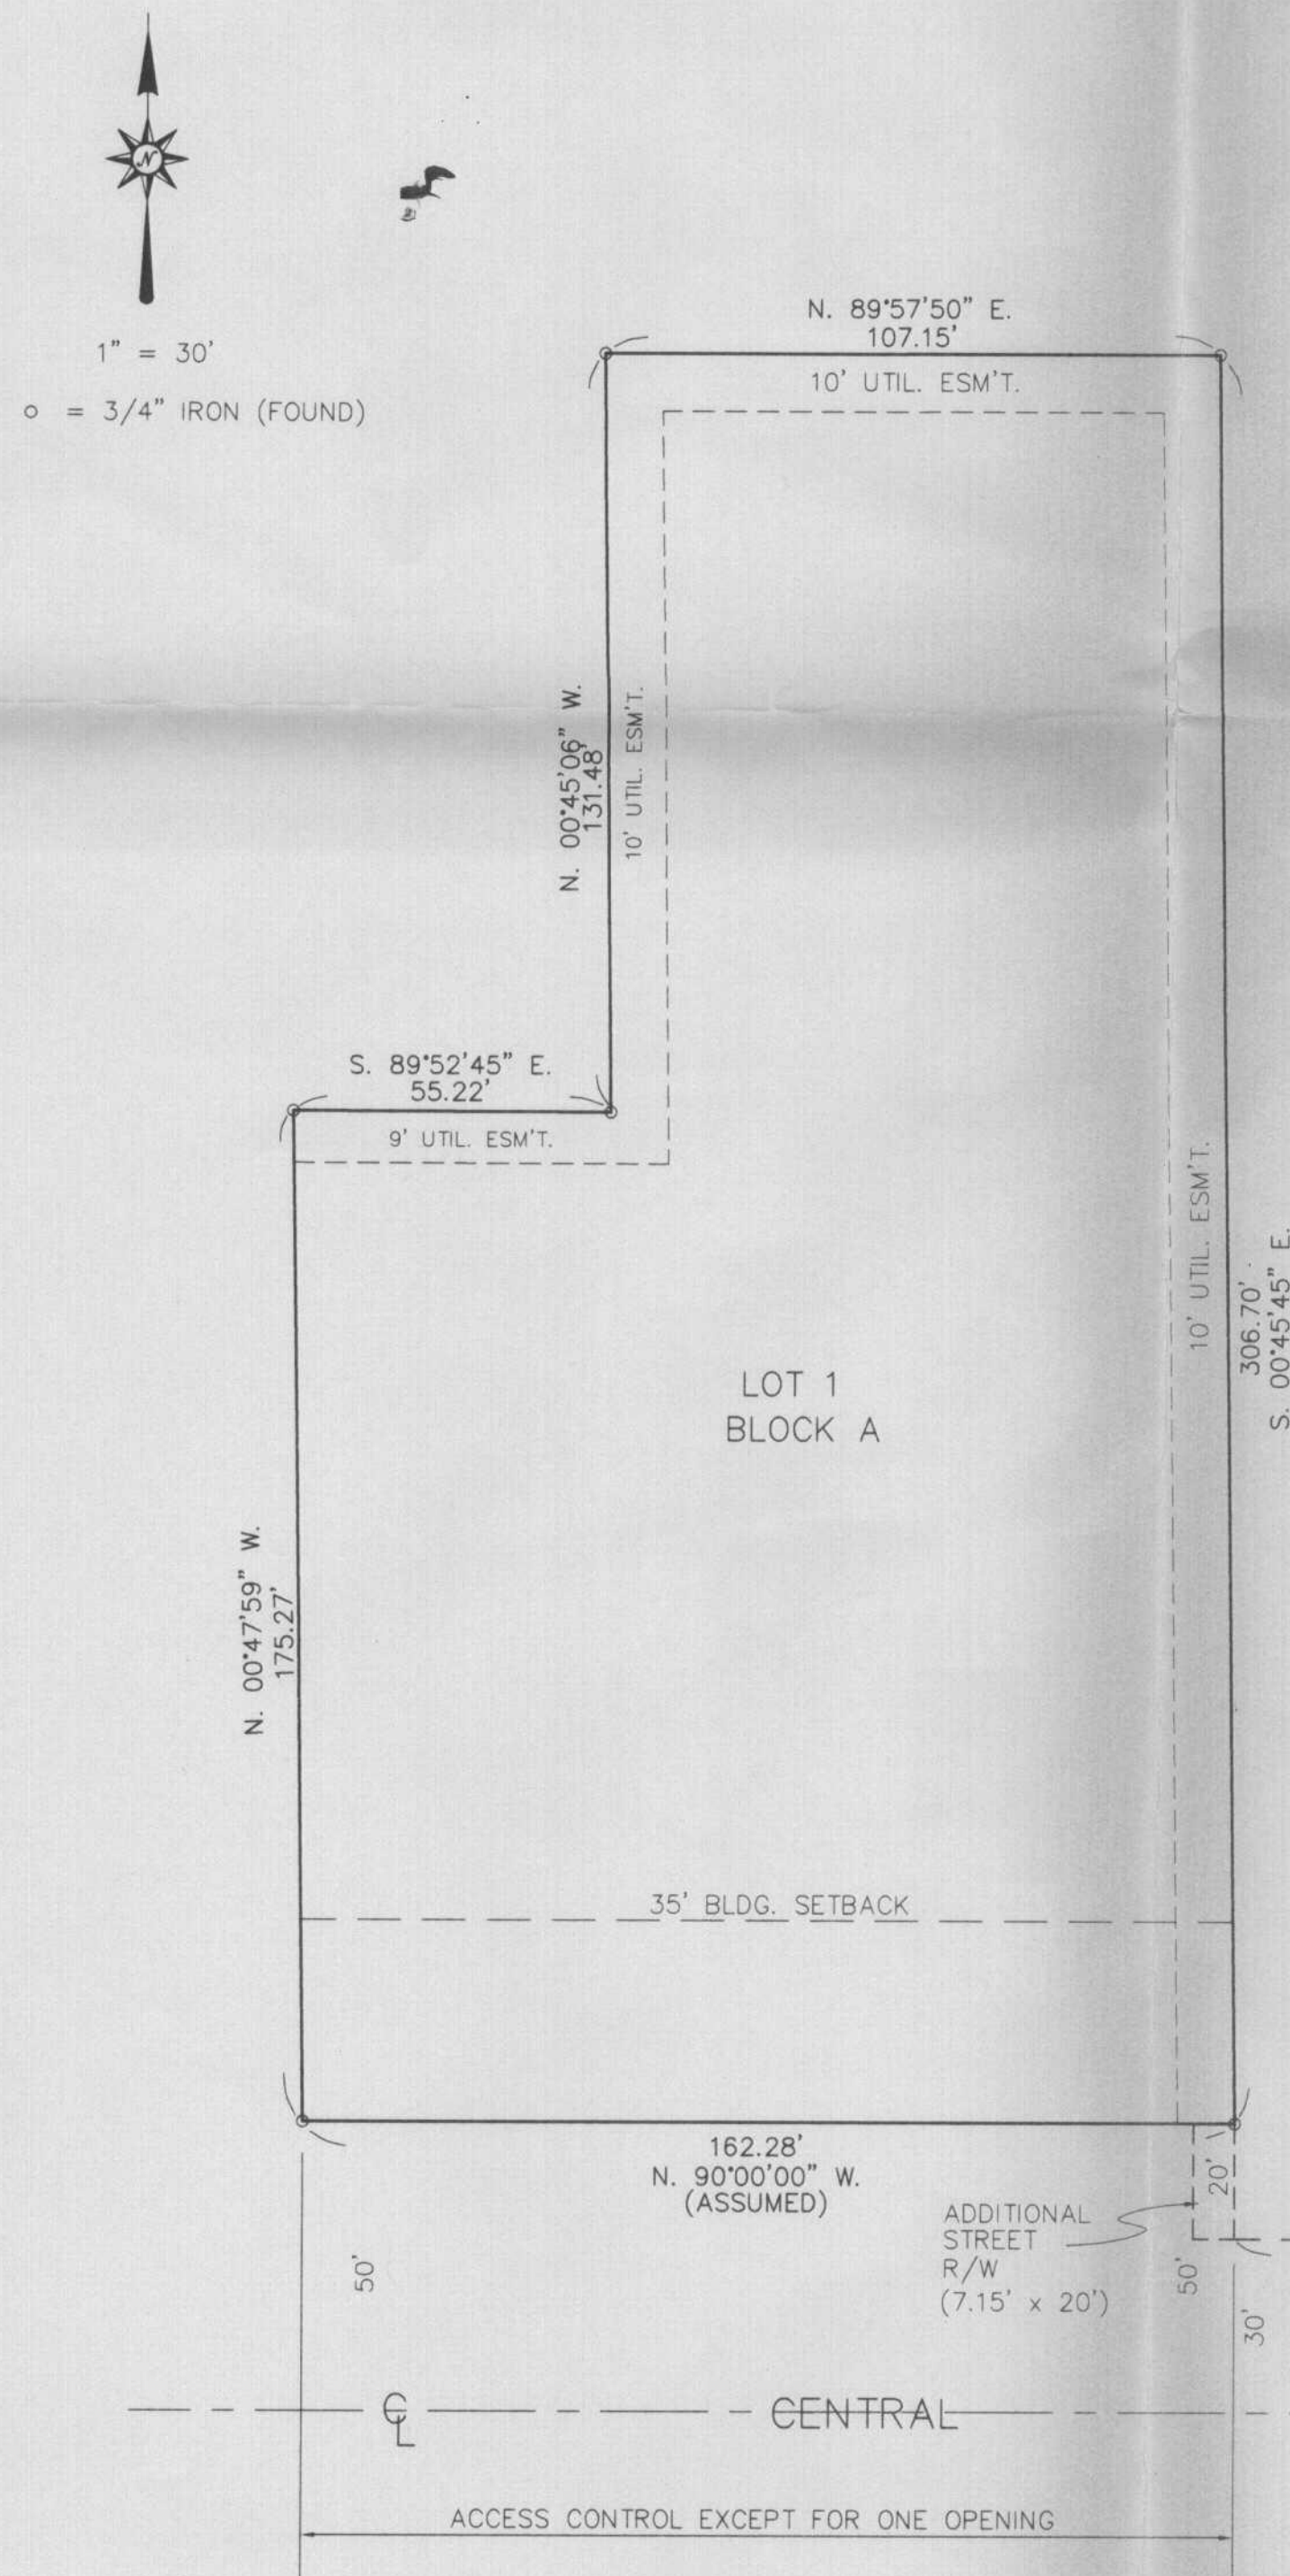 N
1" = 30'
o = 3/4" IRON (FOUND)
N. 89°57'50" E.
107.15'
10' UTIL. ESM'T.
N. 00°45'06" W.
131.48'
10' UTIL. ESM'T.
S. 89°52'45" E.
55.22'
9' UTIL. ESM'T.
10' UTIL. ESM'T.
306.70'
S. 00°45'45" E.
LOT 1
BLOCK A
N. 00°47'59" W.
175.27'
35' BLDG. SETBACK
162.28'
N. 90°00'00" W.
(ASSUMED)
20'
ADDITIONAL
STREET
R/W
(7.15' x 20')
50'
50'
30'
CL
CENTRAL
ACCESS CONTROL EXCEPT FOR ONE OPENING